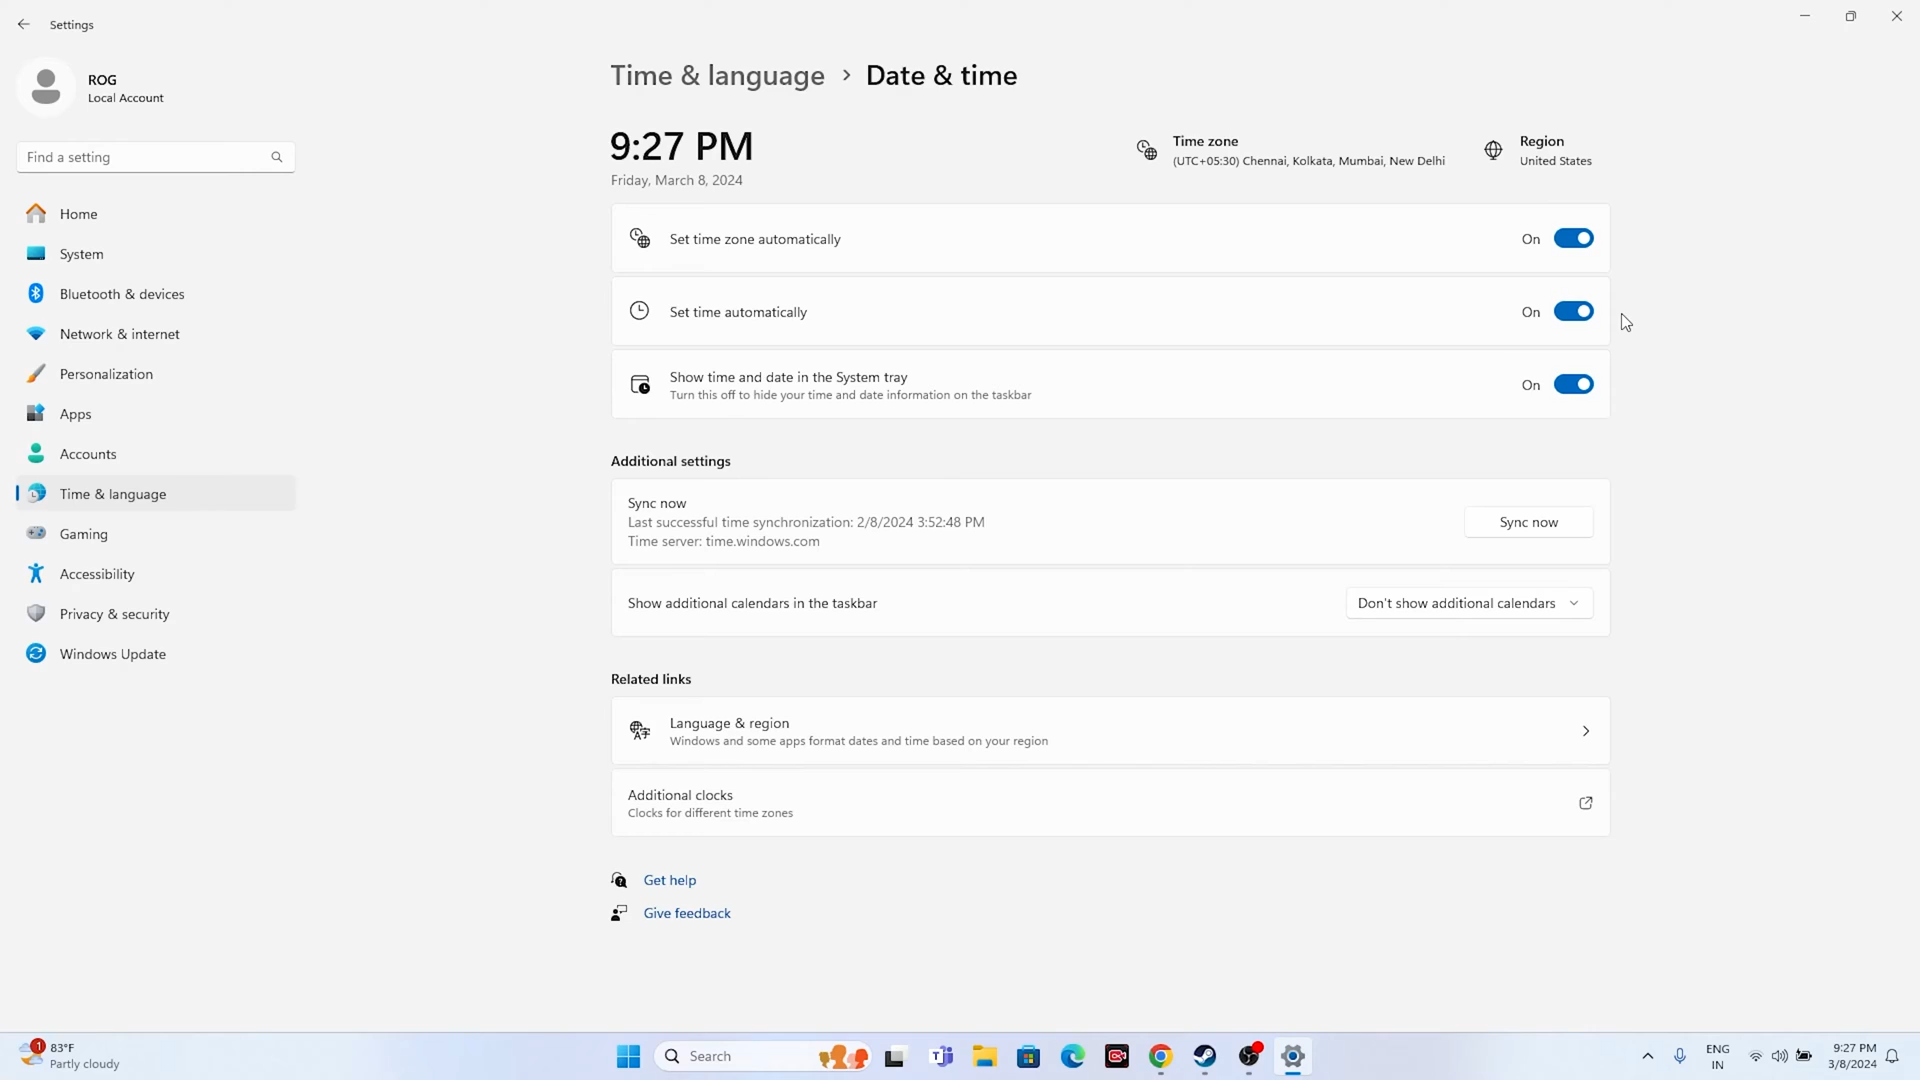 Settings
ROG
Local Account
Find a setting
Home
System
Bluetooth & devices
Network & internet
Personalization
Apps
Accounts
Time & language
Gaming
Accessibility
Privacy & security
Windows Update
Time & language > Date & time
9:27 PM
Friday, March 8, 2024
Time zone
(UTC+05:30) Chennai, Kolkata, Mumbai, New Delhi
Region
United States
Set time zone automatically
On
Set time automatically
On
Show time and date in the System tray
Turn this off to hide your time and date information on the taskbar
On
Additional settings
Sync now
Last successful time synchronization: 2/8/2024 3:52:48 PM
Time server: time.windows.com
Sync now
Show additional calendars in the taskbar
Don't show additional calendars
Related links
Language & region
Windows and some apps format dates and time based on your region
Additional clocks
Clocks for different time zones
Get help
Give feedback
1
83°F
Partly cloudy
Search
ENG
IN
9:27 PM
3/8/2024